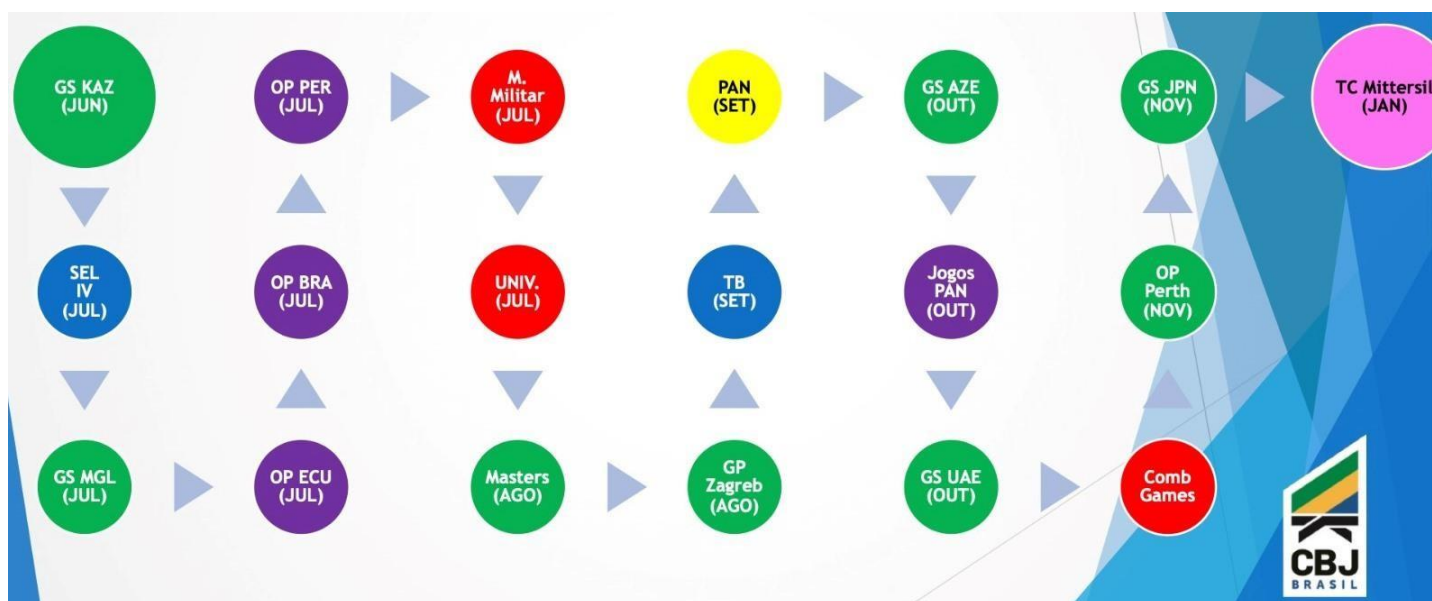 GS KAZ
(JUN)
SEL
IV
(JUL)
GS MGL
(JUL)
OP ECU
(JUL)
OP BRA
(JUL)
OP PER
(JUL)
M.
Militar
(JUL)
UNIV.
(JUL)
Masters
(AGO)
GP
Zagreb
(AGO)
TB
(SET)
PAN
(SET)
GS AZE
(OUT)
Jogos
PAN
(OUT)
GS UAE
(OUT)
Comb
Games
OP
Perth
(NOV)
GS JPN
(NOV)
TC Mittersil
(JAN)
CBJ
BRASIL